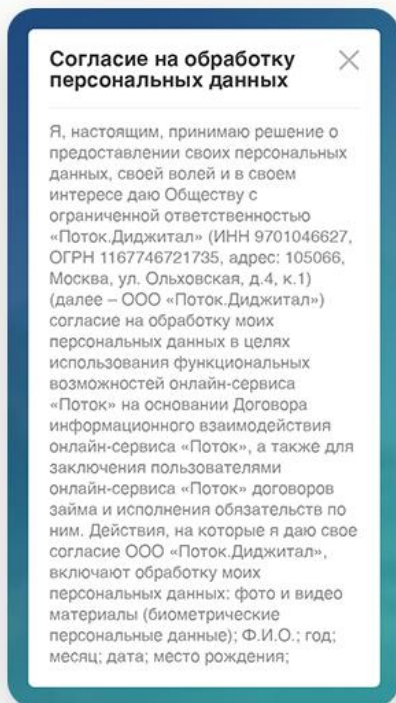 Согласие на обработку
персональных данных
Я, настоящим, принимаю решение о
предоставлении своих персональных
данных, своей волей и в своем
интересе даю Обществу с
ограниченной ответственностью
«Поток.Диджитал» (ИНН 9701046627,
ОГРН 1167746721735, адрес: 105066,
Москва, ул. Ольховская, д.4, к.1)
(далее – ООО «Поток.Диджитал»)
согласие на обработку моих
персональных данных в целях
использования функциональных
возможностей онлайн-сервиса
«Поток» на основании Договора
информационного взаимодействия
онлайн-сервиса «Поток», а также для
заключения пользователями
онлайн-сервиса «Поток» договоров
займа и исполнения обязательств по
ним. Действия, на которые я даю свое
согласие ООО «Поток.Диджитал»,
включают обработку моих
персональных данных: фото и видео
материалы (биометрические
персональные данные); Ф.И.О.; год;
месяц; дата; место рождения;